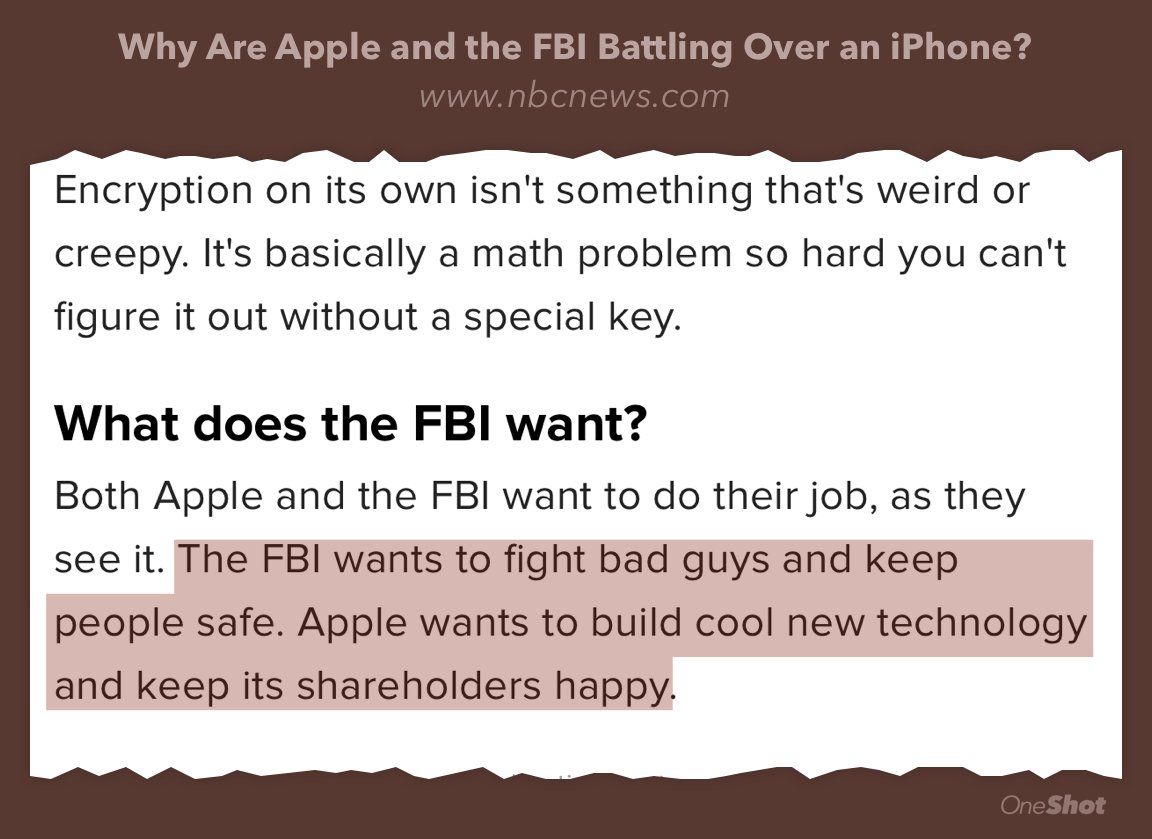 Why Are Apple and the FBI Battling Over an iPhone?
www.nbcnews.com
Encryption on its own isn't something that's weird or
creepy. It's basically a math problem so hard you can't
figure it out without a special key.
What does the FBI want?
Both Apple and the FBI want to do their job, as they
see it. The FBI wants to fight bad guys and keep
people safe. Apple wants to build cool new technology
and keep its shareholders happy.
OneShot